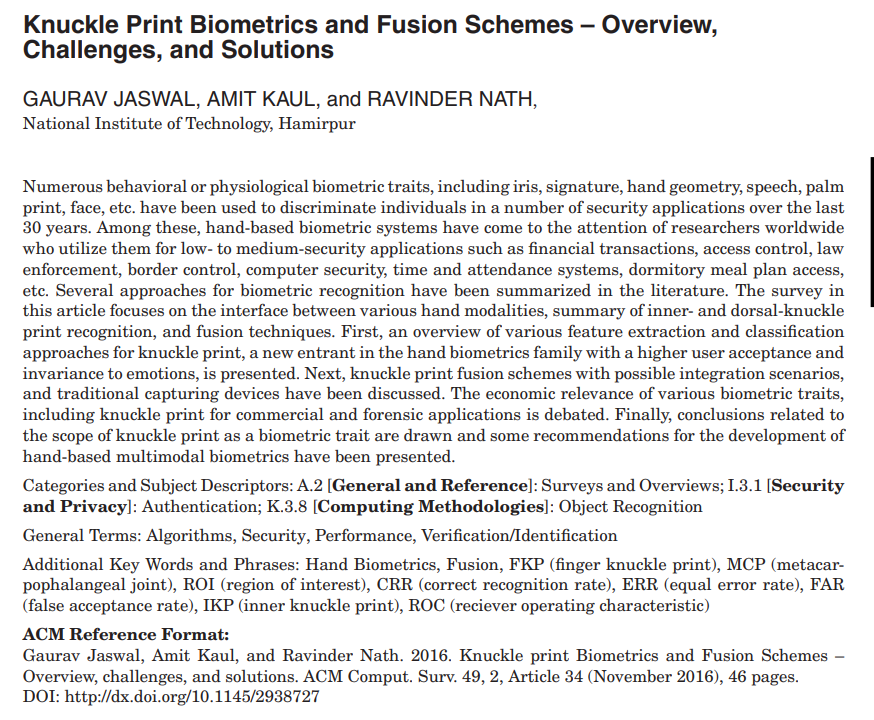 Knuckle Print Biometrics and Fusion Schemes – Overview,
Challenges, and Solutions
GAURAV JASWAL, AMIT KAUL, and RAVINDER NATH,
National Institute of Technology, Hamirpur
Numerous behavioral or physiological biometric traits, including iris, signature, hand geometry, speech, palm
print, face, etc. have been used to discriminate individuals in a number of security applications over the last
30 years. Among these, hand-based biometric systems have come to the attention of researchers worldwide
who utilize them for low- to medium-security applications such as financial transactions, access control, law
enforcement, border control, computer security, time and attendance systems, dormitory meal plan access,
etc. Several approaches for biometric recognition have been summarized in the literature. The survey in
this article focuses on the interface between various hand modalities, summary of inner- and dorsal-knuckle
print recognition, and fusion techniques. First, an overview of various feature extraction and classification
approaches for knuckle print, a new entrant in the hand biometrics family with a higher user acceptance and
invariance to emotions, is presented. Next, knuckle print fusion schemes with possible integration scenarios,
and traditional capturing devices have been discussed. The economic relevance of various biometric traits,
including knuckle print for commercial and forensic applications is debated. Finally, conclusions related to
the scope of knuckle print as a biometric trait are drawn and some recommendations for the development of
hand-based multimodal biometrics have been presented.
Categories and Subject Descriptors: A.2 [General and Reference]: Surveys and Overviews; I.3.1 [Security
and Privacy]: Authentication; K.3.8 [Computing Methodologies]: Object Recognition
General Terms: Algorithms, Security, Performance, Verification/Identification
Additional Key Words and Phrases: Hand Biometrics, Fusion, FKP (finger knuckle print), MCP (metacar-
pophalangeal joint), ROI (region of interest), CRR (correct recognition rate), ERR (equal error rate), FAR
(false acceptance rate), IKP (inner knuckle print), ROC (reciever operating characteristic)
ACM Reference Format:
Gaurav Jaswal, Amit Kaul, and Ravinder Nath. 2016. Knuckle print Biometrics and Fusion Schemes –
Overview, challenges, and solutions. ACM Comput. Surv. 49, 2, Article 34 (November 2016), 46 pages.
DOI: http://dx.doi.org/10.1145/2938727